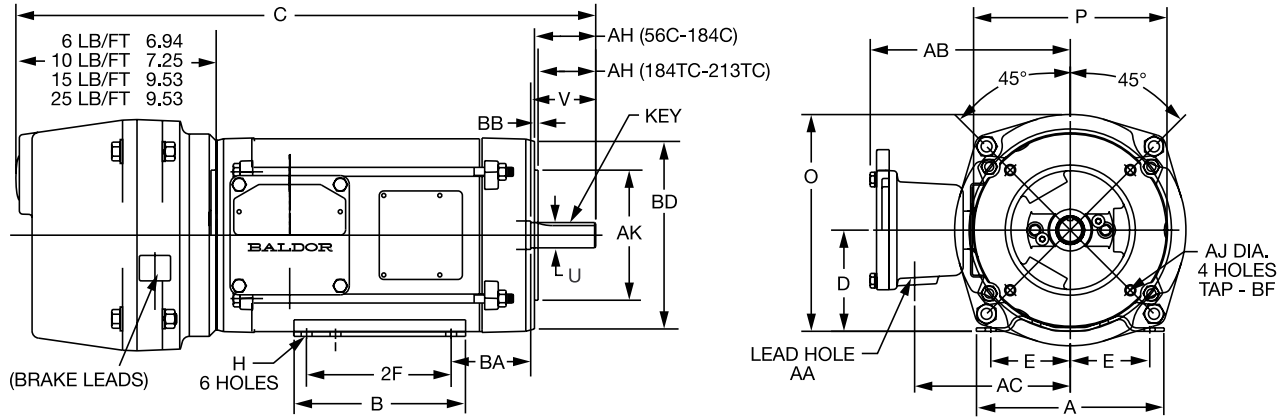 C
6 LB/FT 6.94
10 LB/FT 7.25
15 LB/FT 9.53
25 LB/FT 9.53
AH (56C-184C)
AH (184TC-213TC)
V
BB
KEY
BALDOR
AK
BD
U
(BRAKE LEADS)
H
6 HOLES
2F
BA
B
P
AB
45°
45°
O
D
AJ DIA.
4 HOLES
TAP - BF
LEAD HOLE
AA
E
E
AC
A